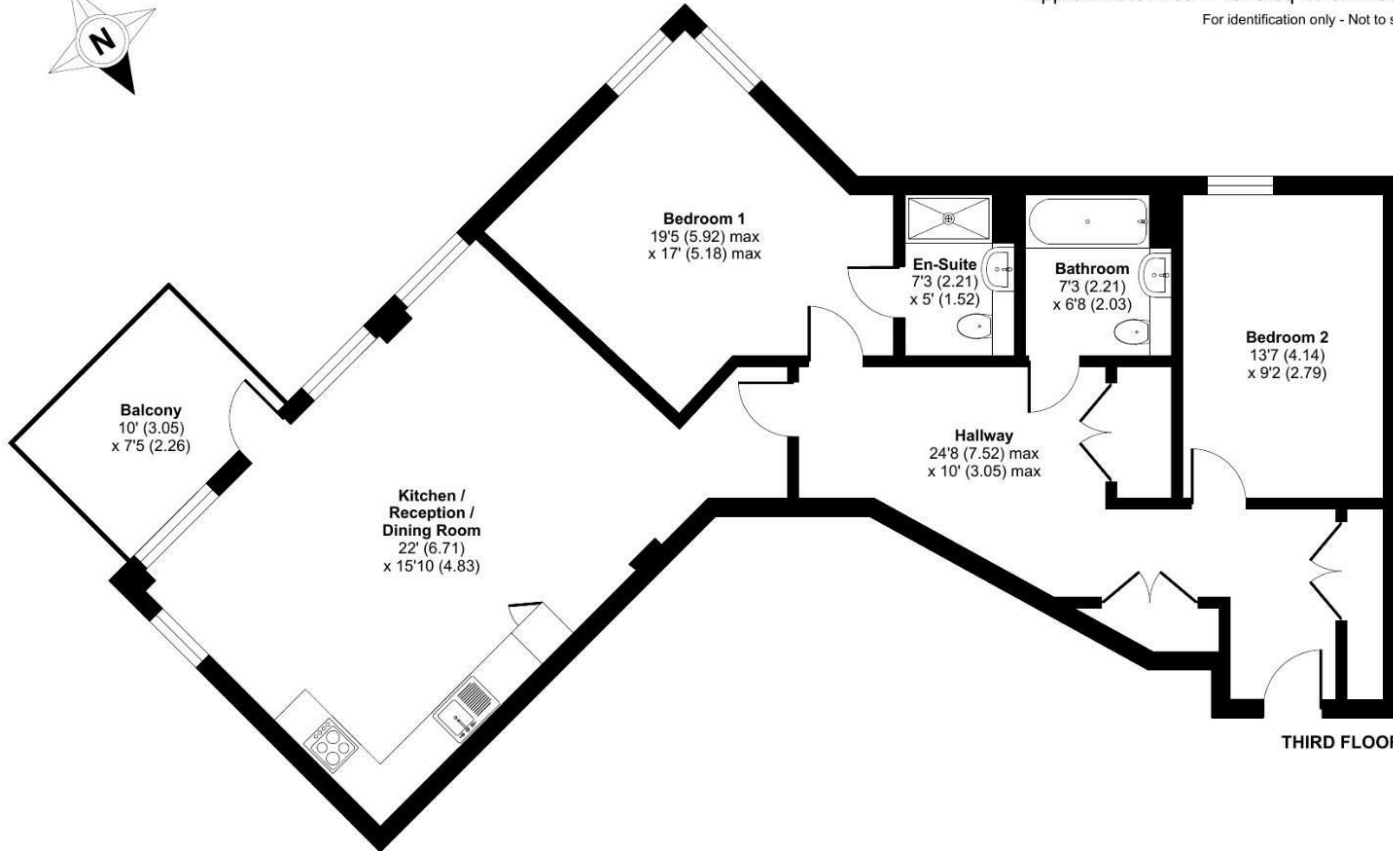 For identification only - Not to s
N
Bedroom 1
19'5 (5.92) max
x 17' (5.18) max
En-Suite
7'3 (2.21)
x 5' (1.52)
Bathroom
7'3 (2.21)
x 6'8 (2.03)
Bedroom 2
13'7 (4.14)
x 9'2 (2.79)
Balcony
10' (3.05)
x 7'5 (2.26)
Hallway
24'8 (7.52) max
x 10' (3.05) max
Kitchen /
Reception /
Dining Room
22' (6.71)
x 15'10 (4.83)
THIRD FLOOR